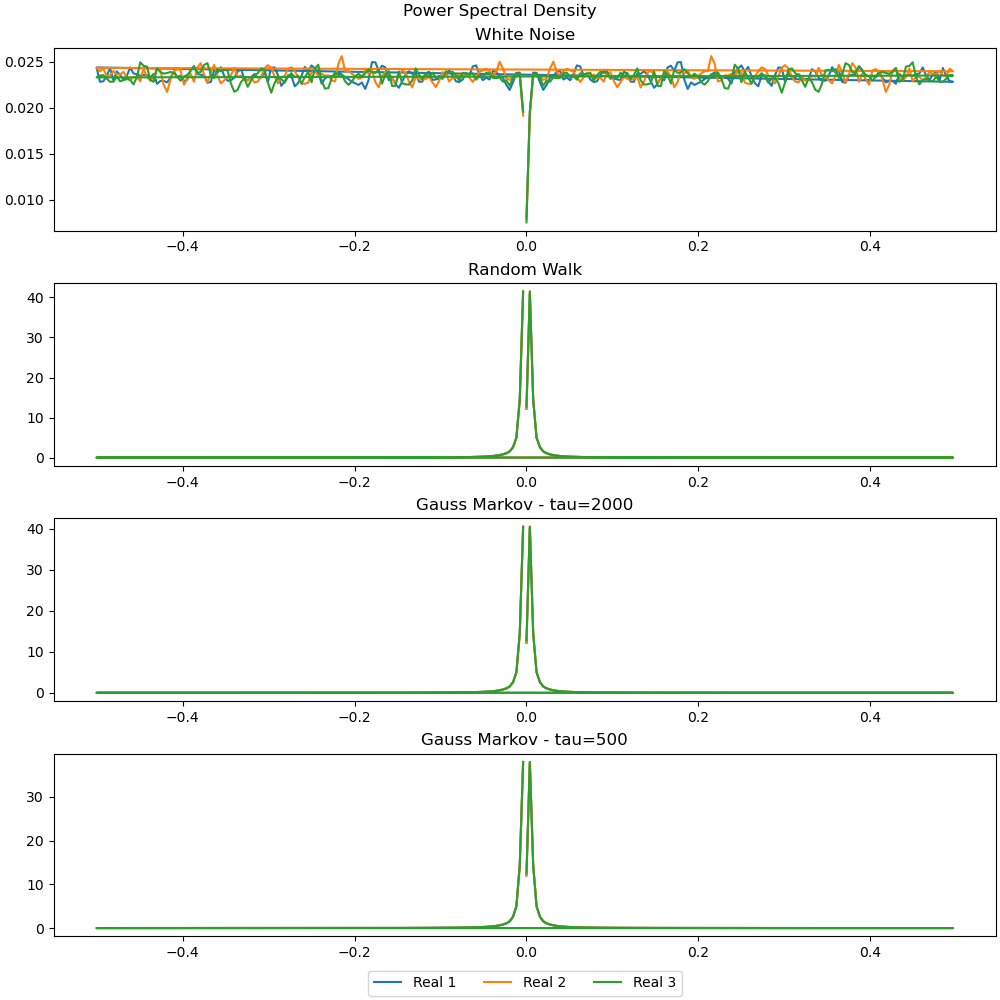 Power Spectral Density
White Noise
0.025
0.020
0.015
0.010
−0.4 −0.2 0.0 0.2 0.4
Random Walk
40
30
20
10
0
−0.4 −0.2 0.0 0.2 0.4
Gauss Markov - tau=2000
40
30
20
10
0
−0.4 −0.2 0.0 0.2 0.4
Gauss Markov - tau=500
30
20
10
0
−0.4 −0.2 0.0 0.2 0.4
Real 1 Real 2 Real 3